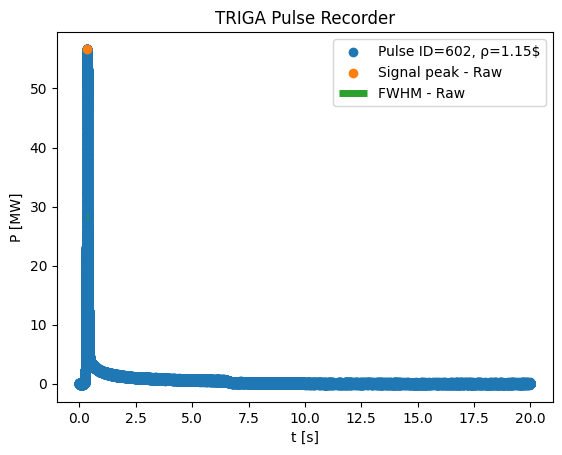 TRIGA Pulse Recorder
Pulse ID=602, ρ=1.15$
Signal peak - Raw
FWHM - Raw
P [MW]
50
40
30
20
10
0
0.0 2.5 5.0 7.5 10.0 12.5 15.0 17.5 20.0
t [s]